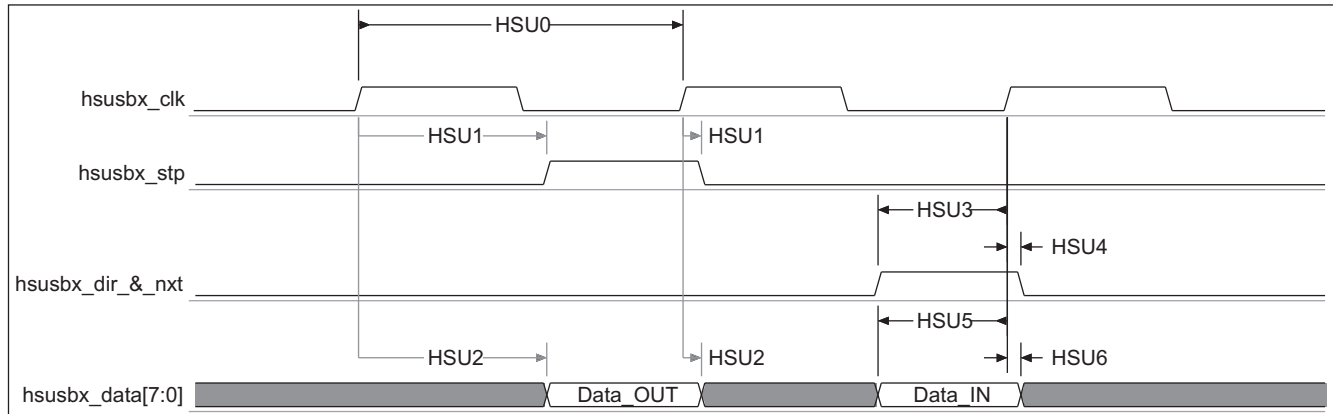 HSU0
hsusbx_clk
HSU1 HSU1
hsusbx_stp
HSU3
HSU4
hsusbx_dir_&_nxt
HSU5
HSU2 HSU2 HSU6
hsusbx_data[7:0] Data_OUT Data_IN